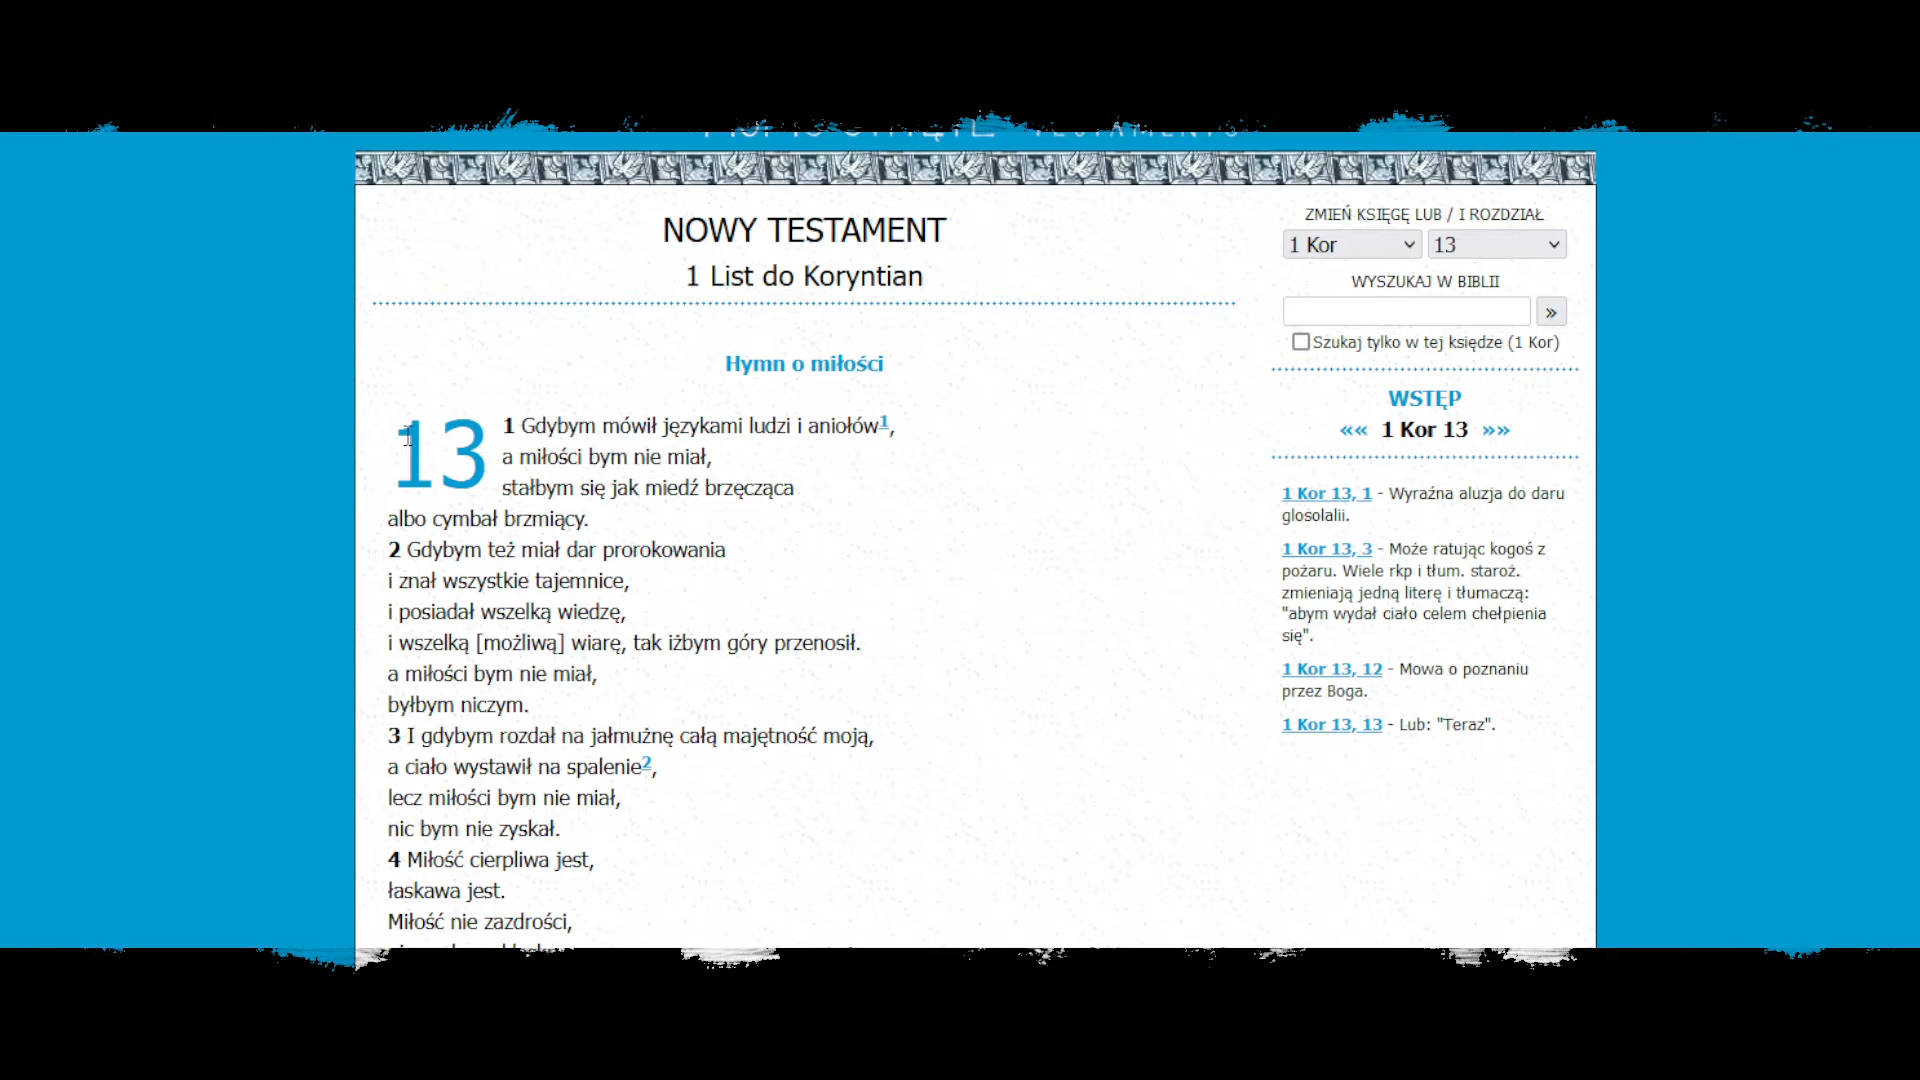 NOWY TESTAMENT
1 List do Koryntian
Hymn o miłości
13
1 Gdybym mówił językami ludzi i aniołów1,
a miłości bym nie miał,
stałbym się jak miedź brzęcząca
albo cymbał brzmiący.
2 Gdybym też miał dar prorokowania
i znał wszystkie tajemnice,
i posiadał wszelką wiedzę,
i wszelką [możliwą] wiarę, tak iżbym góry przenosił.
a miłości bym nie miał,
byłbym niczym.
3 I gdybym rozdał na jałmużnę całą majętność moją,
a ciało wystawił na spalenie2,
lecz miłości bym nie miał,
nic bym nie zyskał.
4 Miłość cierpliwa jest,
łaskawa jest.
Miłość nie zazdrości,
ZMIEŃ KSIĘGĘ LUB / I ROZDZIAŁ
1 Kor 13
WYSZUKAJ W BIBLII
»
Szukaj tylko w tej księdze (1 Kor)
WSTĘP
«« 1 Kor 13 »»
1 Kor 13, 1 - Wyraźna aluzja do daru
glosolalii.
1 Kor 13, 3 - Może ratując kogoś z
pożaru. Wiele rkp i tłum. staroż.
zmieniają jedną literę i tłumaczą:
"abym wydał ciało celem chełpienia
się".
1 Kor 13, 12 - Mowa o poznaniu
przez Boga.
1 Kor 13, 13 - Lub: "Teraz".